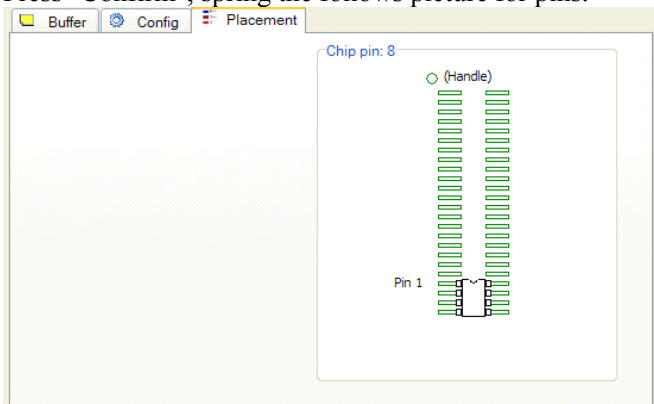 Press "Confirm", spring the follows picture for pins:
Buffer Config Placement
Chip pin: 8
(Handle)
Pin 1